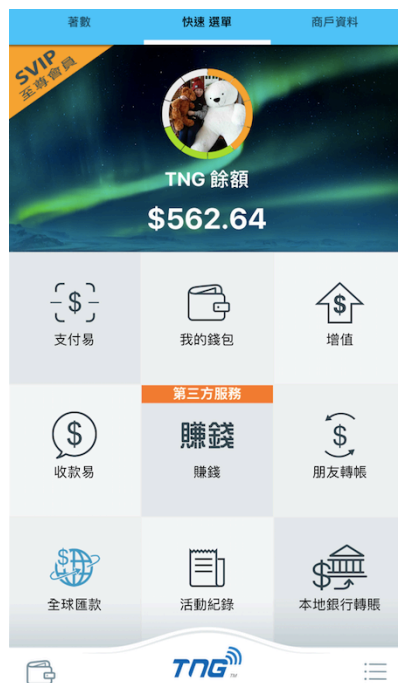 著數 快速 選單 商戶資料
SVIP
至尊會員
TNG 餘額
$562.64
支付易 我的錢包 增值
第三方服務
賺錢
收款易 賺錢 朋友轉帳
全球匯款 活動紀錄 本地銀行轉賬
TNG
TM